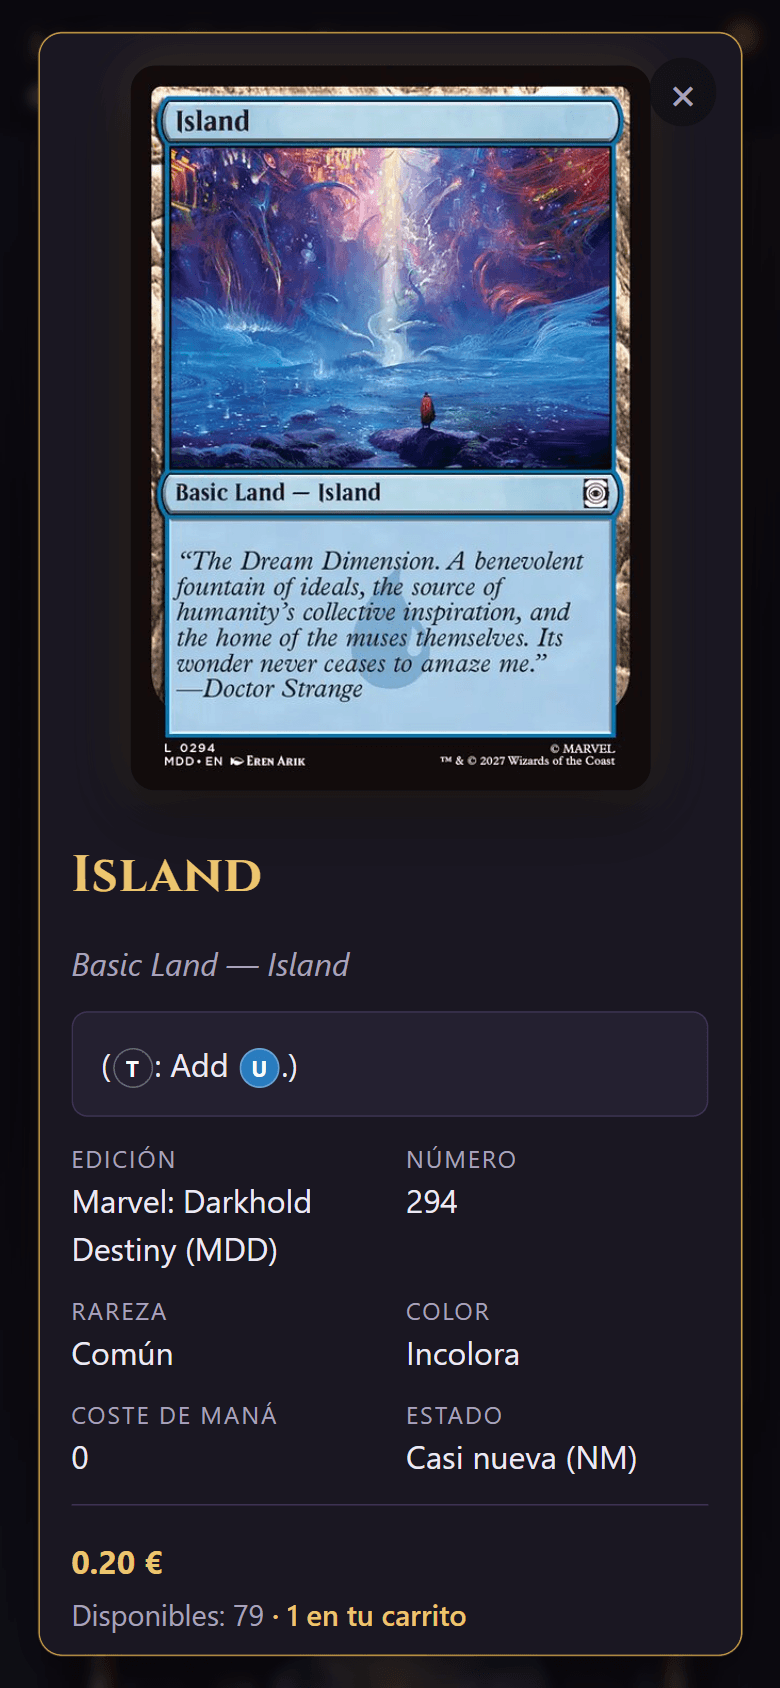 Island
Basic Land — Island
“The Dream Dimension. A benevolent
fountain of ideals, the source of
humanity’s collective inspiration, and
the home of the muses themselves. Its
wonder never ceases to amaze me.”
—Doctor Strange
L 0294
MDD • EN Eren Arik
© MARVEL
™ & © 2027 Wizards of the Coast
Island
Basic Land — Island
(T: Add U.)
EDICIÓN
Marvel: Darkhold
Destiny (MDD)
NÚMERO
294
RAREZA
Común
COLOR
Incolora
COSTE DE MANÁ
0
ESTADO
Casi nueva (NM)
0.20 €
Disponibles: 79 · 1 en tu carrito